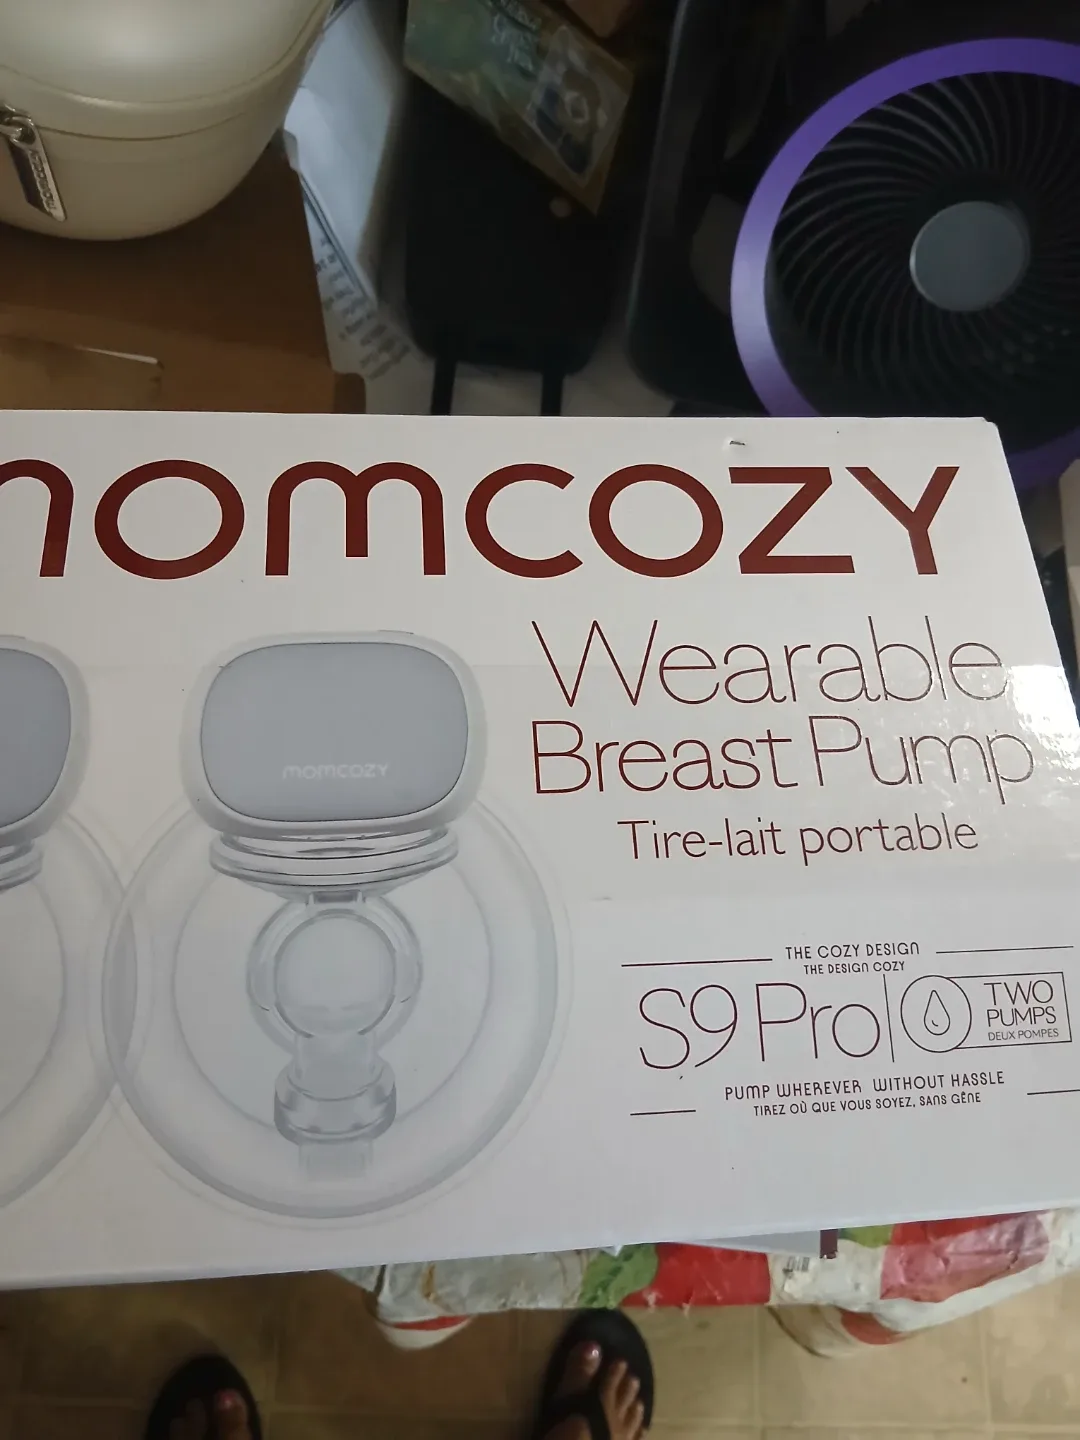 momcozy
momcozy
Wearable
Breast Pump
momcozy
Tire-lait portable
THE COZY DESIGN
THE DESIGN COZY
S9 Pro
TWO
PUMPS
DEUX POMPES
PUMP WHEREVER WITHOUT HASSLE
TIREZ OÙ QUE VOUS SOYEZ, SANS GÊNE